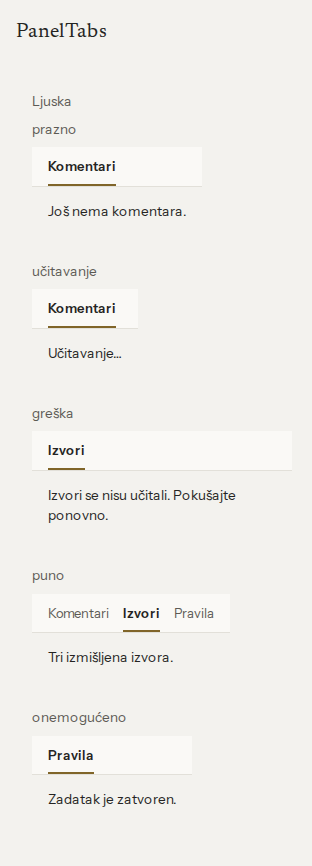 PanelTabs
Ljuska
prazno
Komentari
Još nema komentara.
učitavanje
Komentari
Učitavanje…
greška
Izvori
Izvori se nisu učitali. Pokušajte
ponovno.
puno
Komentari Izvori Pravila
Tri izmišljena izvora.
onemogućeno
Pravila
Zadatak je zatvoren.